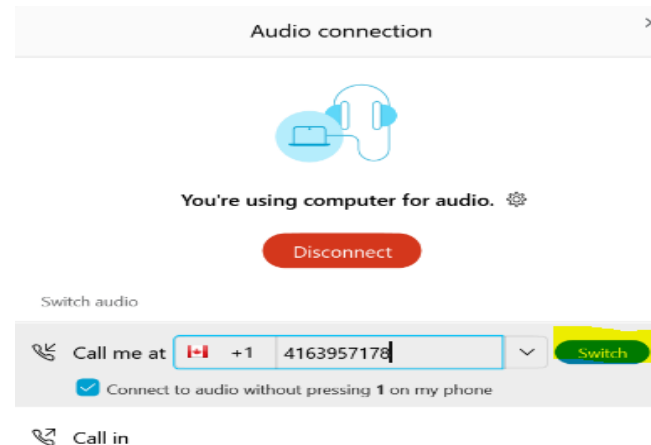 Audio connection
You're using computer for audio.
Disconnect
Switch audio
Call me at +1 4163957178 Switch
Connect to audio without pressing 1 on my phone
Call in